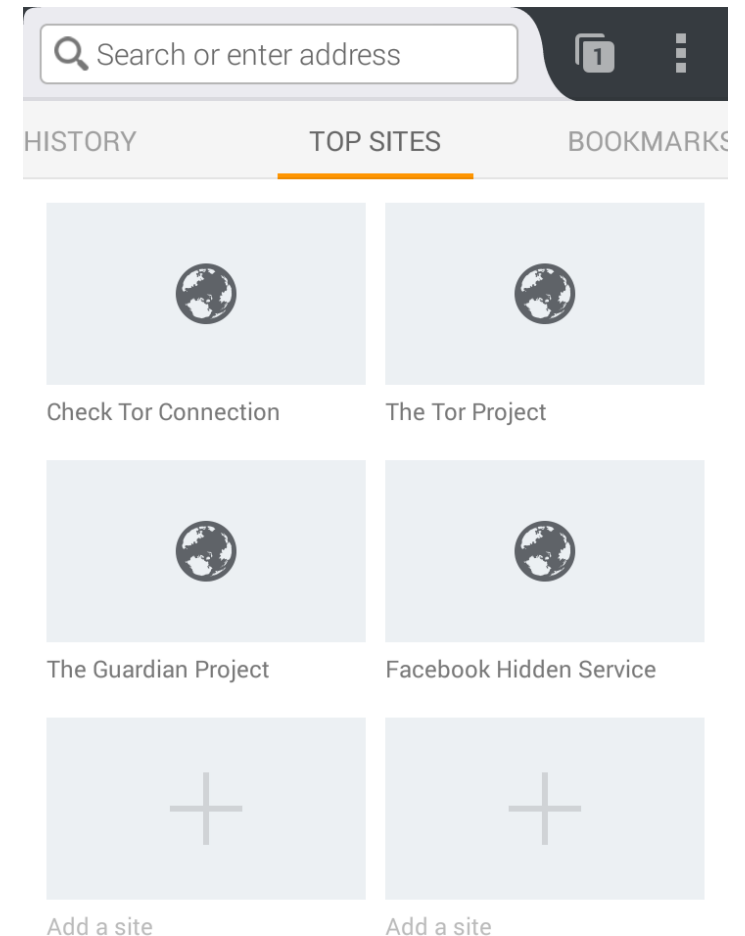 Search or enter address
1
HISTORY TOP SITES BOOKMARKS
Check Tor Connection
The Tor Project
The Guardian Project
Facebook Hidden Service
Add a site
Add a site